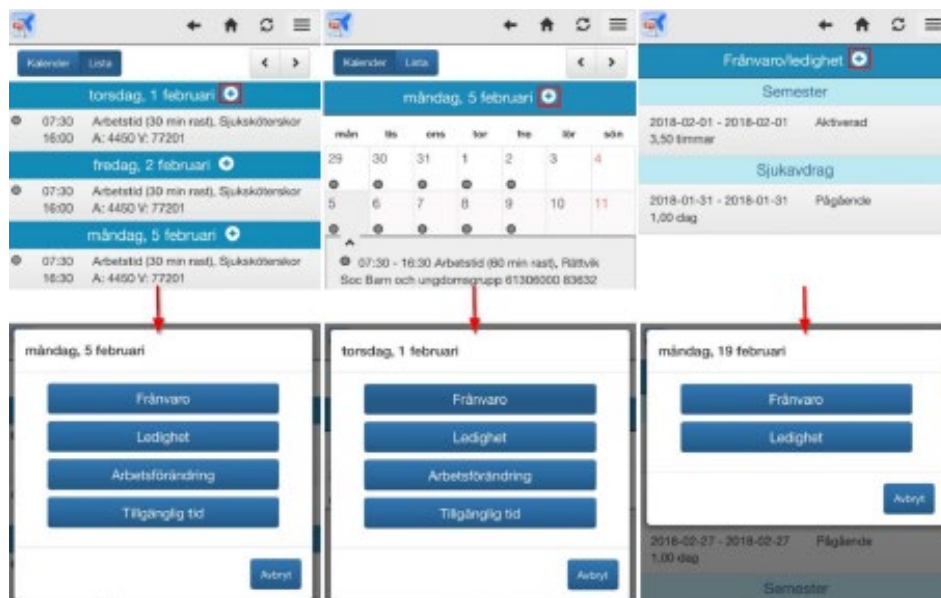 Kalender Lista
torsdag, 1 februari
07:30 Arbetstid (30 min rast), Sjuksköterskor
16:00 A: 4450 V: 77201
fredag, 2 februari
07:30 Arbetstid (30 min rast), Sjuksköterskor
16:00 A: 4450 V: 77201
måndag, 5 februari
07:30 Arbetstid (30 min rast), Sjuksköterskor
16:30 A: 4450 V: 77201
Kalender Lista
måndag, 5 februari
mån tis ons tor fre lör sön
29 30 31 1 2 3 4
5 6 7 8 9 10 11
07:30 - 16:30 Arbetstid (60 min rast), Rättvik
Soc Barn och ungdomsgrupp 61306000 83632
Frånvaro/ledighet
Semester
2018-02-01 - 2018-02-01 Aktiverad
3,50 timmar
Sjukavdrag
2018-01-31 - 2018-01-31 Pågående
1,00 dag
måndag, 5 februari
Frånvaro
Ledighet
Arbetsförändring
Tillgänglig tid
Avbryt
torsdag, 1 februari
Frånvaro
Ledighet
Arbetsförändring
Tillgänglig tid
Avbryt
måndag, 19 februari
Frånvaro
Ledighet
Avbryt
2018-02-27 - 2018-02-27 Pågående
1,00 dag
Semester